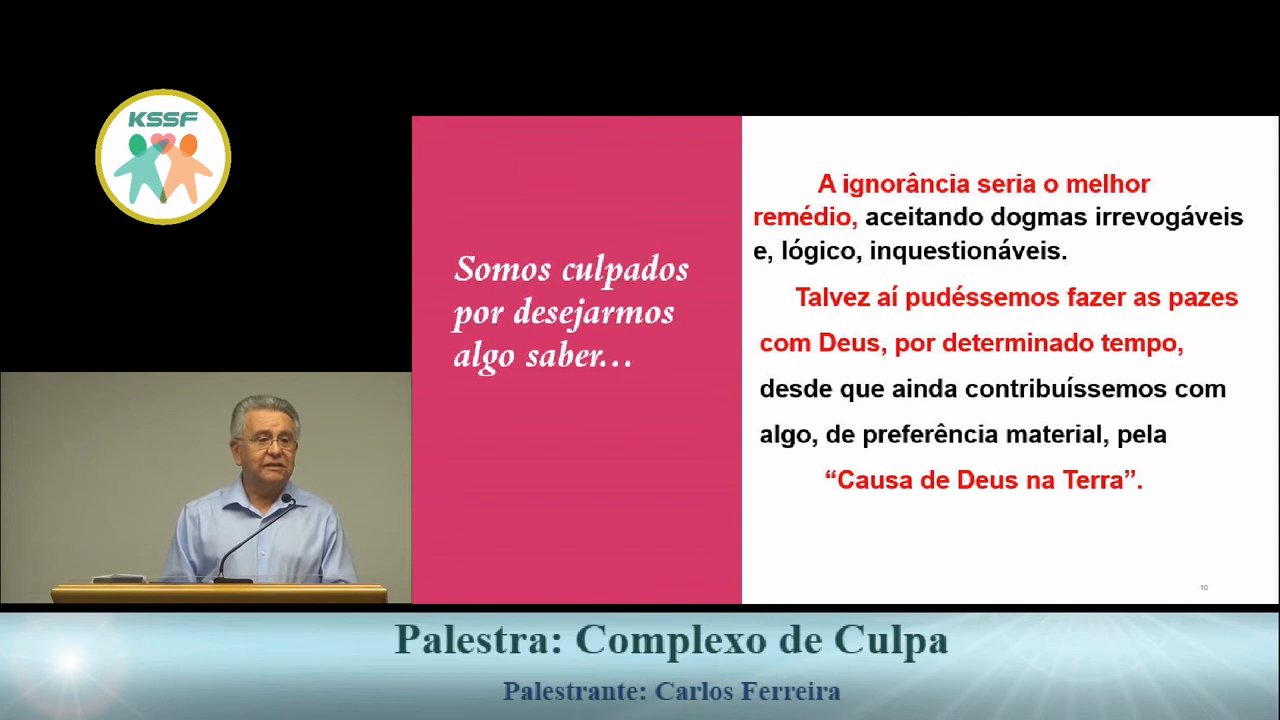 KSSF
Somos culpados
por desejarmos
algo saber...
A ignorância seria o melhor
remédio, aceitando dogmas irrevogáveis
e, lógico, inquestionáveis.
Talvez aí pudéssemos fazer as pazes
com Deus, por determinado tempo,
desde que ainda contribuíssemos com
algo, de preferência material, pela
“Causa de Deus na Terra”.
10
Palestra: Complexo de Culpa
Palestrante: Carlos Ferreira